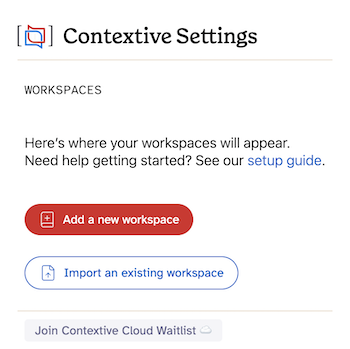 Contextive Settings
WORKSPACES
Here’s where your workspaces will appear.
Need help getting started? See our setup guide.
Add a new workspace
Import an existing workspace
Join Contextive Cloud Waitlist